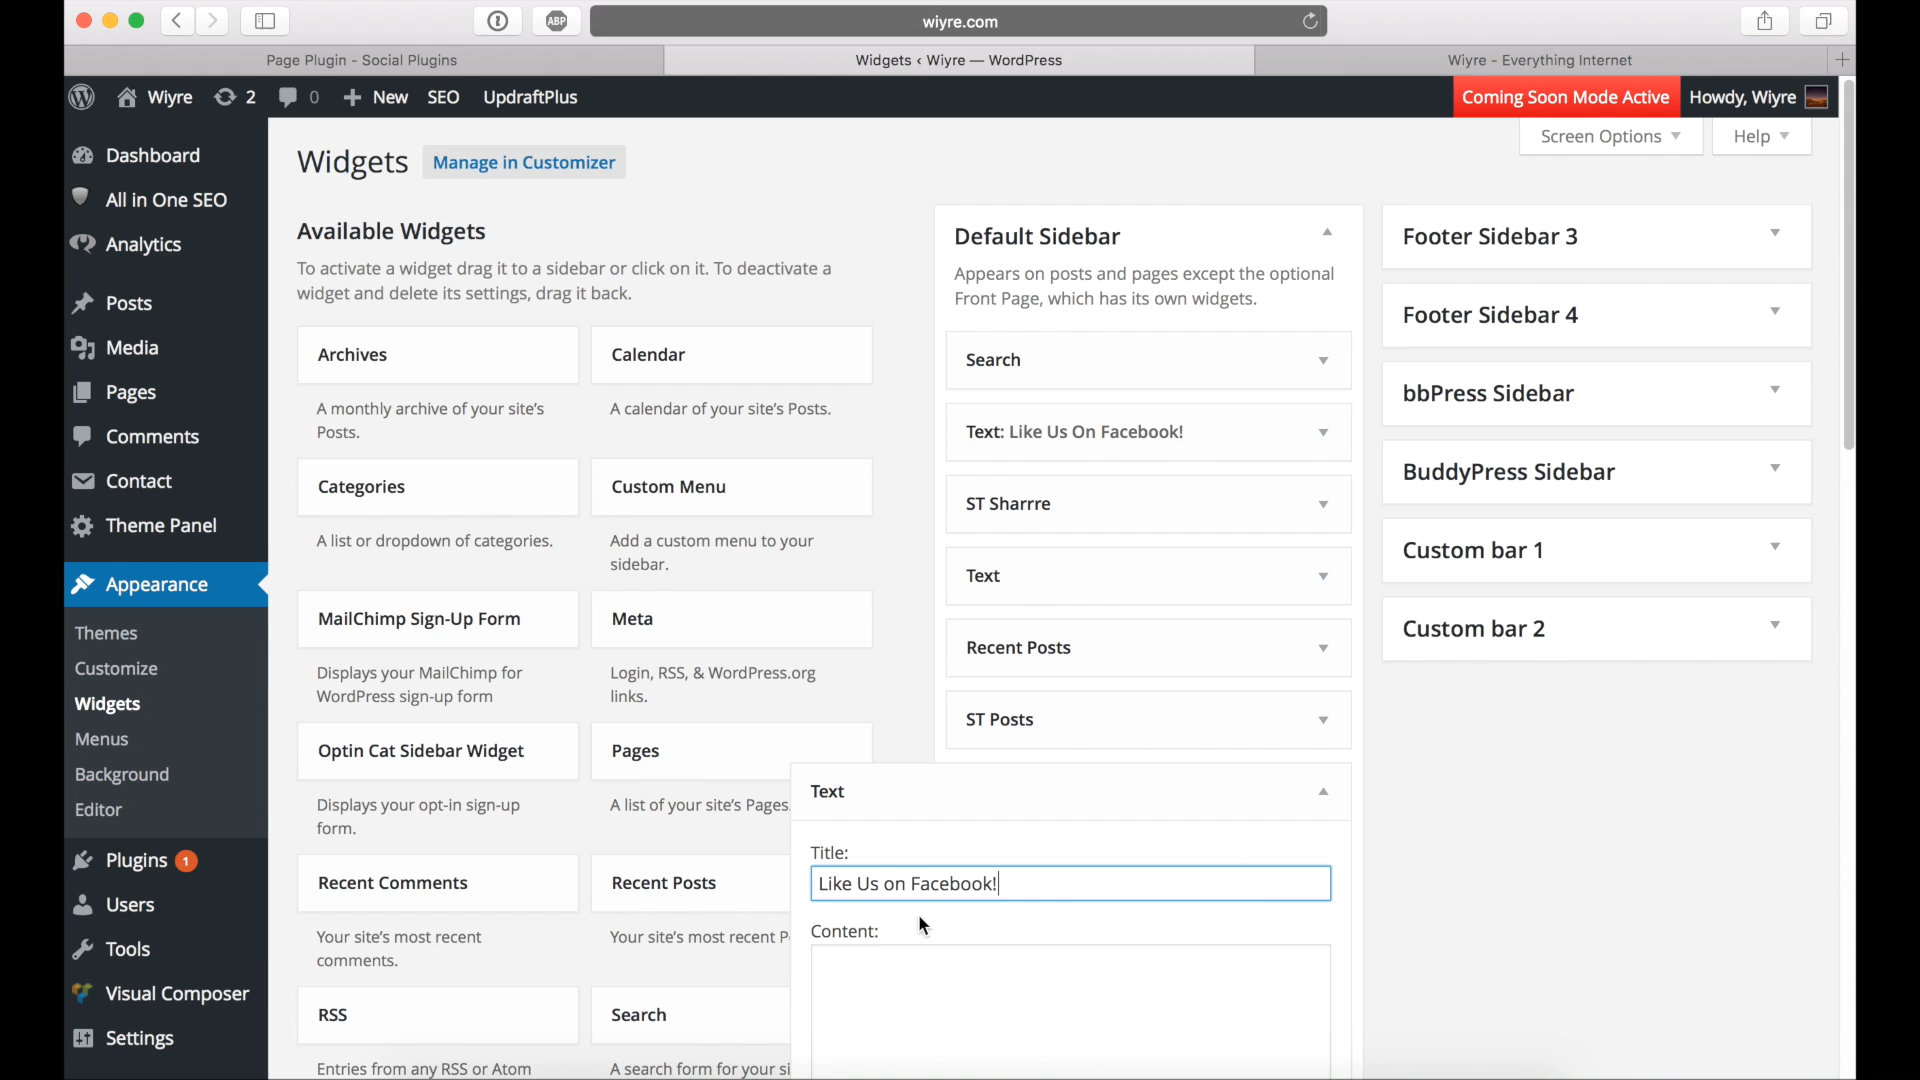 ABP
wiyre.com
Page Plugin - Social Plugins
Widgets ‹ Wiyre — WordPress
Wiyre - Everything Internet
Wiyre
2
0
New
SEO
UpdraftPlus
Coming Soon Mode Active
Howdy, Wiyre
Dashboard
All in One SEO
Analytics
Posts
Media
Pages
Comments
Contact
Theme Panel
Appearance
Themes
Customize
Widgets
Menus
Background
Editor
Plugins 1
Users
Tools
Visual Composer
Settings
Screen Options
Help
Widgets
Manage in Customizer
Available Widgets
To activate a widget drag it to a sidebar or click on it. To deactivate a
widget and delete its settings, drag it back.
Archives
A monthly archive of your site's
Posts.
Calendar
A calendar of your site's Posts.
Categories
A list or dropdown of categories.
Custom Menu
Add a custom menu to your
sidebar.
MailChimp Sign-Up Form
Displays your MailChimp for
WordPress sign-up form
Meta
Login, RSS, & WordPress.org
links.
Optin Cat Sidebar Widget
Displays your opt-in sign-up
form.
Pages
A list of your site's Pages.
Recent Comments
Your site's most recent
comments.
Recent Posts
Your site's most recent P
RSS
Entries from any RSS or Atom
Search
A search form for your si
Default Sidebar
Appears on posts and pages except the optional
Front Page, which has its own widgets.
Search
Text: Like Us On Facebook!
ST Sharrre
Text
Recent Posts
ST Posts
Text
Title:
Like Us on Facebook!
Content:
Footer Sidebar 3
Footer Sidebar 4
bbPress Sidebar
BuddyPress Sidebar
Custom bar 1
Custom bar 2